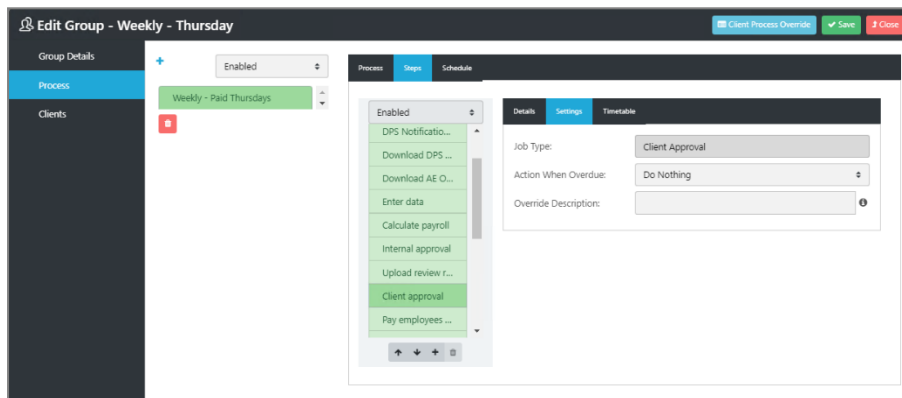 Edit Group - Weekly - Thursday
Client Process Override
Save
Close
Group Details
Process
Clients
Enabled
Weekly - Paid Thursdays
Process
Steps
Schedule
Enabled
DPS Notificatio...
Download DPS ...
Download AE O...
Enter data
Calculate payroll
Internal approval
Upload review r...
Client approval
Pay employees ...
Details
Settings
Timetable
Job Type:
Client Approval
Action When Overdue:
Do Nothing
Override Description: